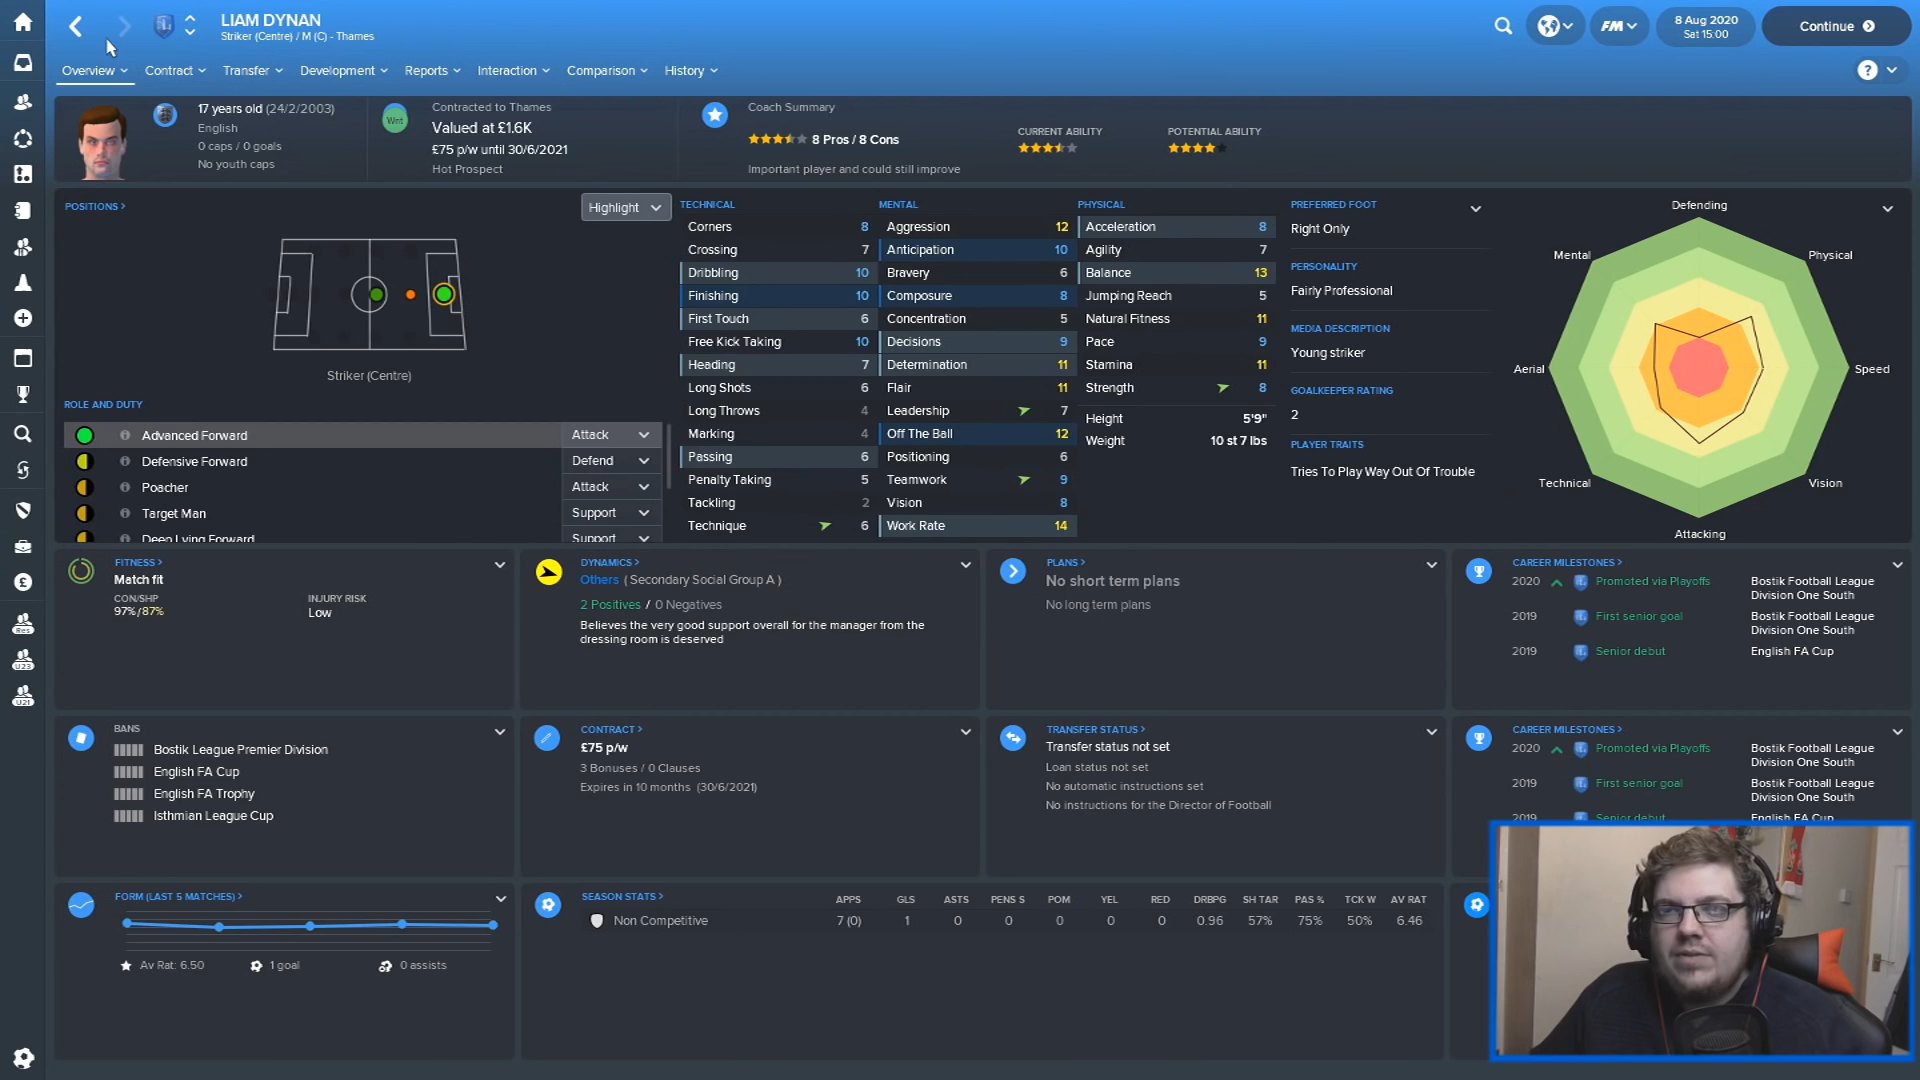 LIAM DYNAN
Striker (Centre) / M (C) - Thames
FM
8 Aug 2020
Sat 15:00
Continue
Overview
Contract
Transfer
Development
Reports
Interaction
Comparison
History
?
17 years old (24/2/2003)
English
0 caps / 0 goals
No youth caps
Wnt
Contracted to Thames
Valued at £1.6K
£75 p/w until 30/6/2021
Hot Prospect
Coach Summary
8 Pros / 8 Cons
Important player and could still improve
CURRENT ABILITY
POTENTIAL ABILITY
POSITIONS >
Highlight
Striker (Centre)
ROLE AND DUTY
Advanced Forward Attack
Defensive Forward Defend
Poacher Attack
Target Man Support
Deep Lying Forward Support
TECHNICAL
Corners 8
Crossing 7
Dribbling 10
Finishing 10
First Touch 6
Free Kick Taking 10
Heading 7
Long Shots 6
Long Throws 4
Marking 4
Passing 6
Penalty Taking 5
Tackling 2
Technique 6
MENTAL
Aggression 12
Anticipation 10
Bravery 6
Composure 8
Concentration 5
Decisions 9
Determination 11
Flair 11
Leadership 7
Off The Ball 12
Positioning 6
Teamwork 9
Vision 8
Work Rate 14
PHYSICAL
Acceleration 8
Agility 7
Balance 13
Jumping Reach 5
Natural Fitness 11
Pace 9
Stamina 11
Strength 8
Height 5'9"
Weight 10 st 7 lbs
PREFERRED FOOT
Right Only
PERSONALITY
Fairly Professional
MEDIA DESCRIPTION
Young striker
GOALKEEPER RATING
2
PLAYER TRAITS
Tries To Play Way Out Of Trouble
Defending
Physical
Speed
Vision
Attacking
Technical
Aerial
Mental
FITNESS >
Match fit
CON/SHP
97%/87%
INJURY RISK
Low
DYNAMICS >
Others (Secondary Social Group A)
2 Positives / 0 Negatives
Believes the very good support overall for the manager from the
dressing room is deserved
PLANS >
No short term plans
No long term plans
CAREER MILESTONES >
2020 Promoted via Playoffs Bostik Football League
Division One South
2019 First senior goal Bostik Football League
Division One South
2019 Senior debut English FA Cup
BANS
Bostik League Premier Division
English FA Cup
English FA Trophy
Isthmian League Cup
CONTRACT >
£75 p/w
3 Bonuses / 0 Clauses
Expires in 10 months (30/6/2021)
TRANSFER STATUS >
Transfer status not set
Loan status not set
No automatic instructions set
No instructions for the Director of Football
CAREER MILESTONES >
2020 Promoted via Playoffs Bostik Football League
Division One South
2019 First senior goal Bostik Football League
Division One South
2019 Senior debut English FA Cup
FORM (LAST 5 MATCHES) >
Av Rat: 6.50
1 goal
0 assists
SEASON STATS >
APPS GLS ASTS PENS S POM YEL RED DRBPG SH TAR PAS % TCK W AV RAT
Non Competitive 7 (0) 1 0 0 0 0 0 0.96 57% 75% 50% 6.46
£
Res
U23
U21